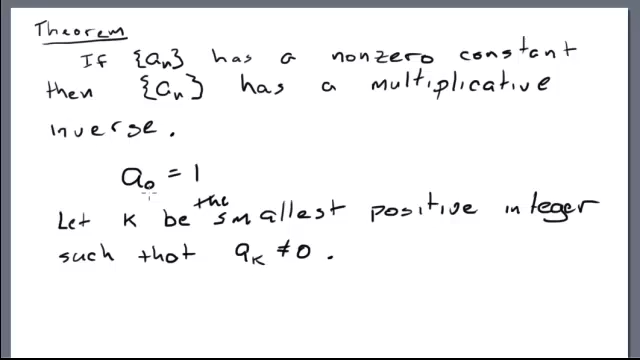 Theorem
If {an} has a nonzero constant
then {an} has a multiplicative
inverse.
a0 = 1
Let K be the smallest positive integer
such that aK ≠ 0.